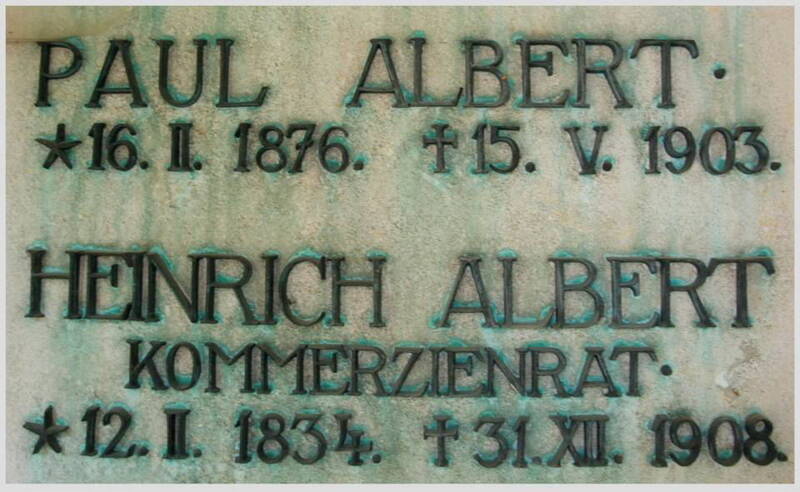 PAUL ALBERT.
* 16. II. 1876. † 15. V. 1903.
HEINRICH ALBERT
KOMMERZIENRAT.
* 12. II. 1834. † 31. XII. 1908.